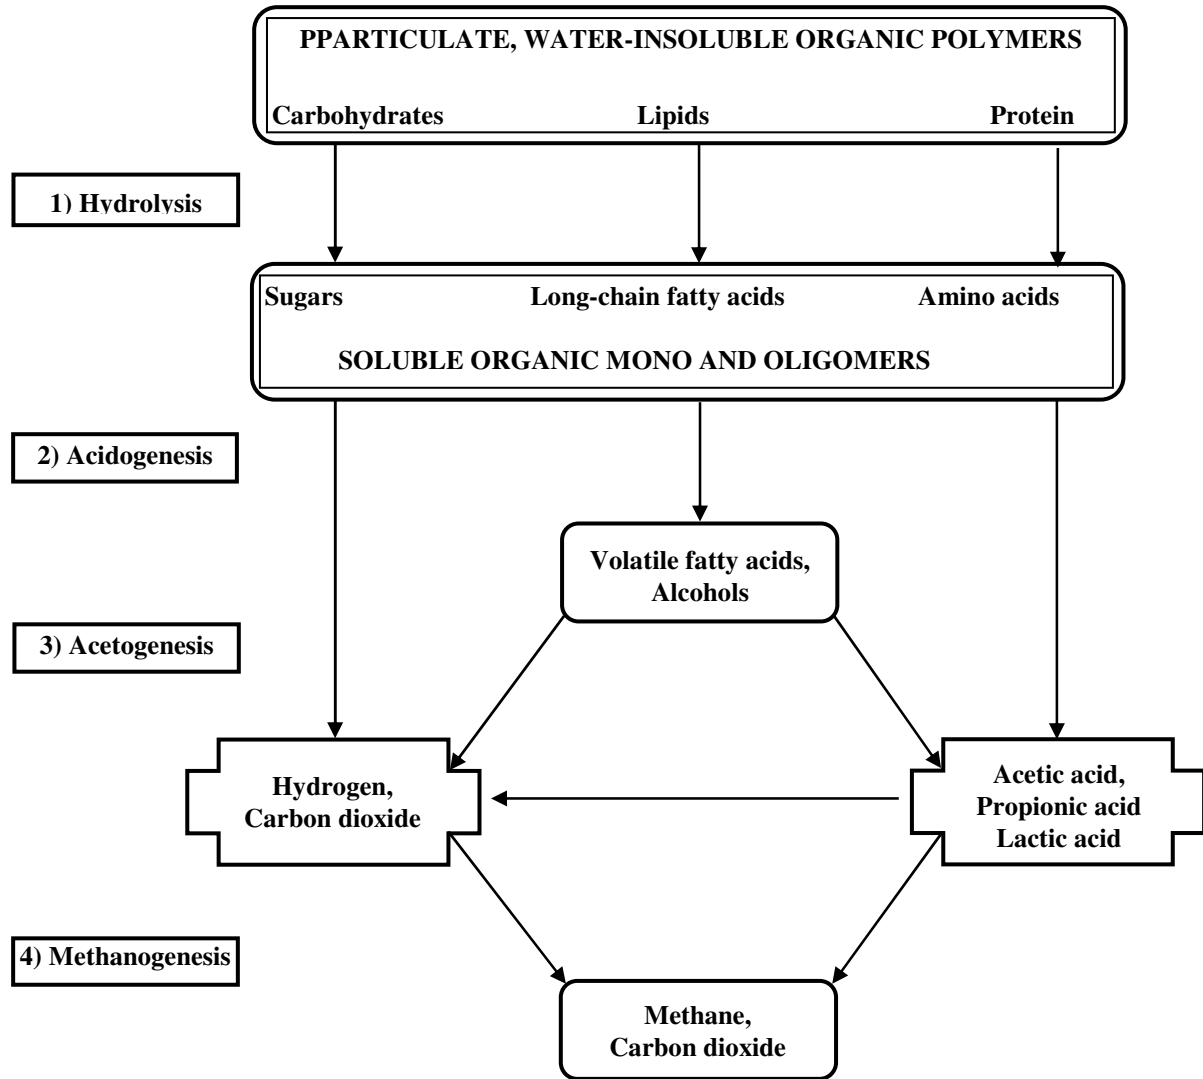 PPARTICULATE, WATER-INSOLUBLE ORGANIC POLYMERS
Carbohydrates Lipids Protein
1) Hydrolysis
Sugars Long-chain fatty acids Amino acids
SOLUBLE ORGANIC MONO AND OLIGOMERS
2) Acidogenesis
Volatile fatty acids,
Alcohols
3) Acetogenesis
Hydrogen,
Carbon dioxide
Acetic acid,
Propionic acid
Lactic acid
4) Methanogenesis
Methane,
Carbon dioxide